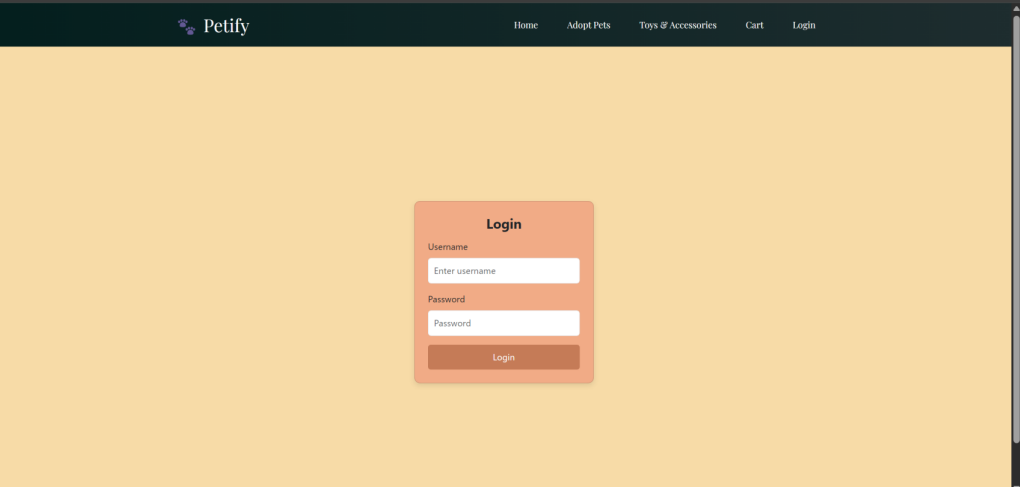 Petify Home Adopt Pets Toys & Accessories Cart Login
Login
Username
Enter username
Password
Password
Login